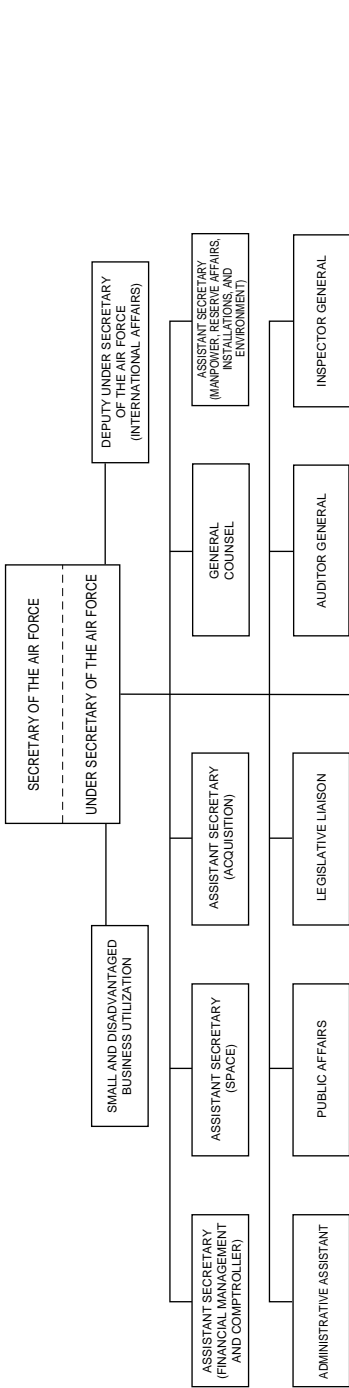 SECRETARY OF THE AIR FORCE
UNDER SECRETARY OF THE AIR FORCE
SMALL AND DISADVANTAGED
BUSINESS UTILIZATION
DEPUTY UNDER SECRETARY
OF THE AIR FORCE
(INTERNATIONAL AFFAIRS)
ASSISTANT SECRETARY
(FINANCIAL MANAGEMENT
AND COMPTROLLER)
ASSISTANT SECRETARY
(SPACE)
ASSISTANT SECRETARY
(ACQUISITION)
GENERAL
COUNSEL
ASSISTANT SECRETARY
(MANPOWER, RESERVE AFFAIRS,
INSTALLATIONS, AND
ENVIRONMENT)
ADMINISTRATIVE ASSISTANT
PUBLIC AFFAIRS
LEGISLATIVE LIAISON
AUDITOR GENERAL
INSPECTOR GENERAL